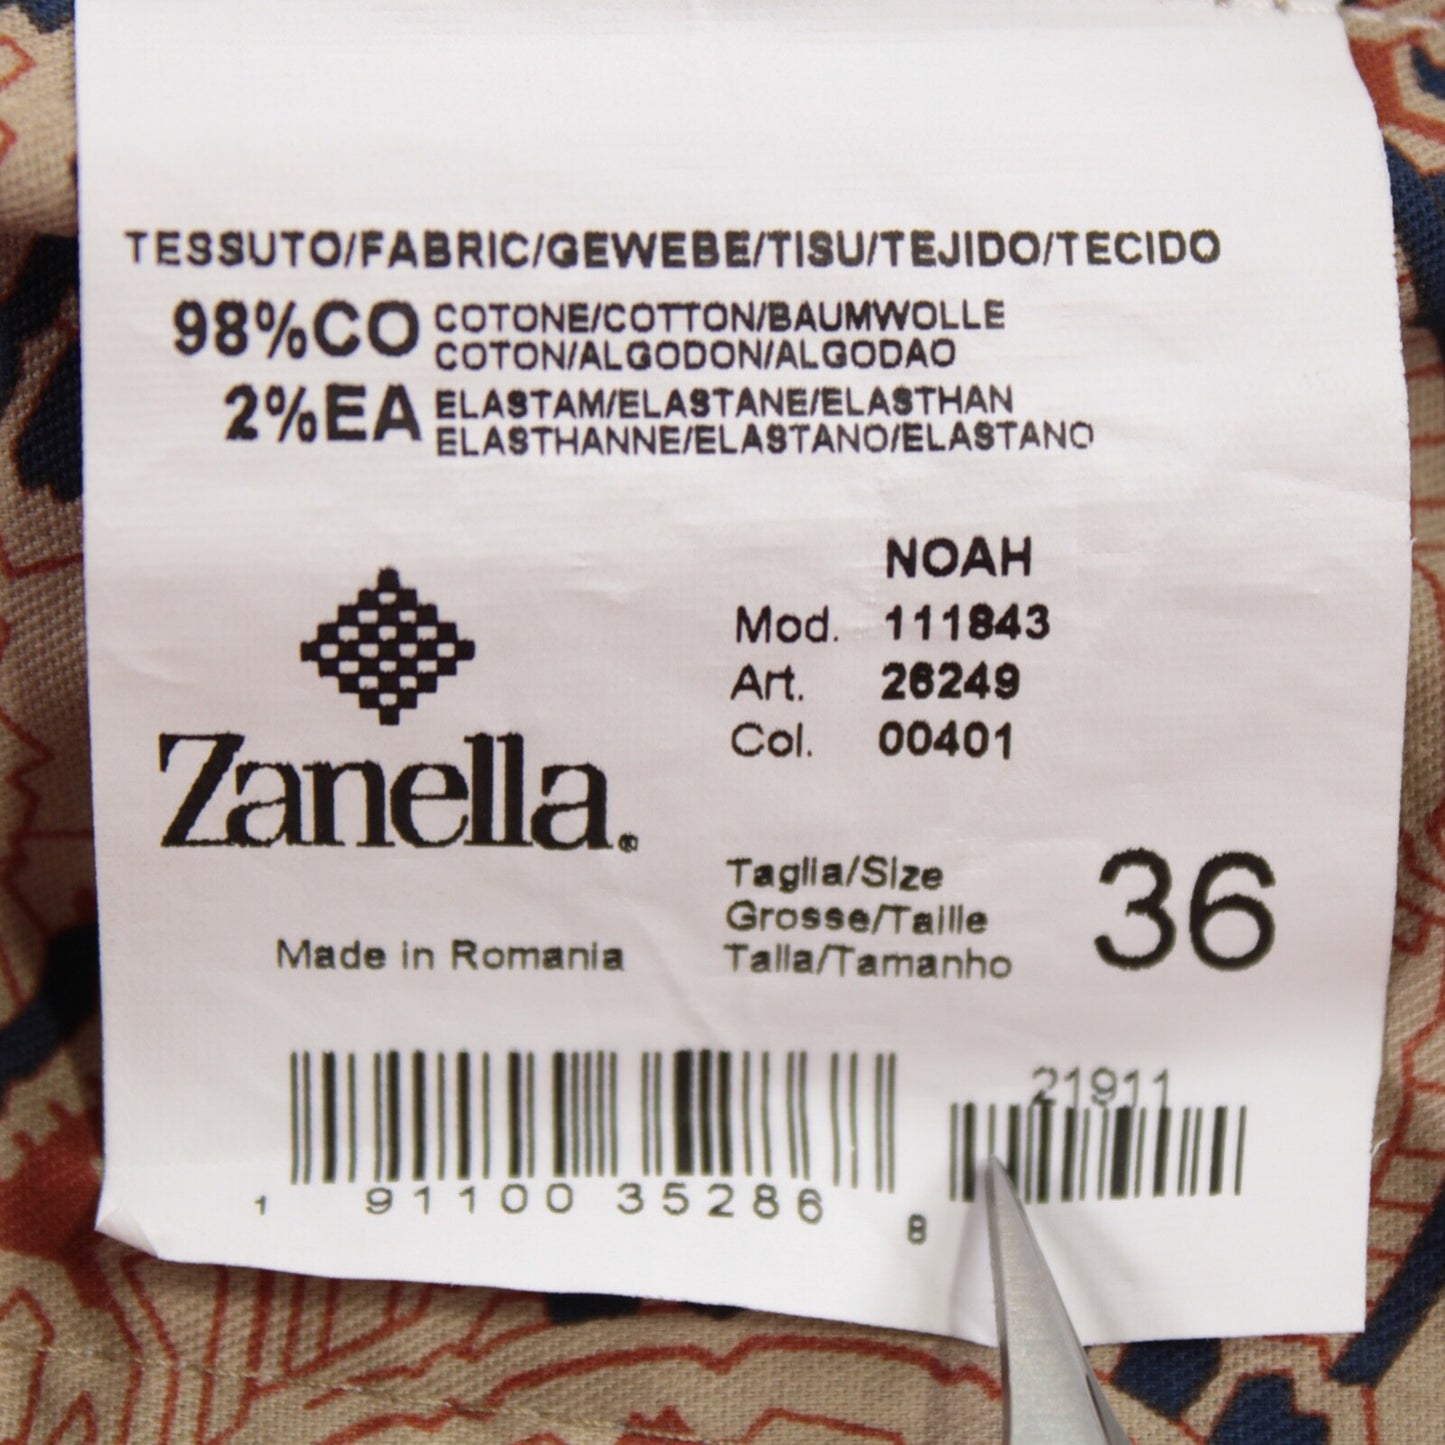 TESSUTO/FABRIC/GEWEBE/TISU/TEJIDO/TECIDO
98%CO COTONE/COTTON/BAUMWOLLE
COTON/ALGODON/ALGODAO
2%EA ELASTAM/ELASTANE/ELASTHAN
ELASTHANNE/ELASTANO/ELASTANO
NOAH
Mod. 111843
Art. 26249
Col. 00401
Zanella®
Taglia/Size
Grosse/Taille
Talla/Tamanho
36
Made in Romania
21911
1 91100 35286 8